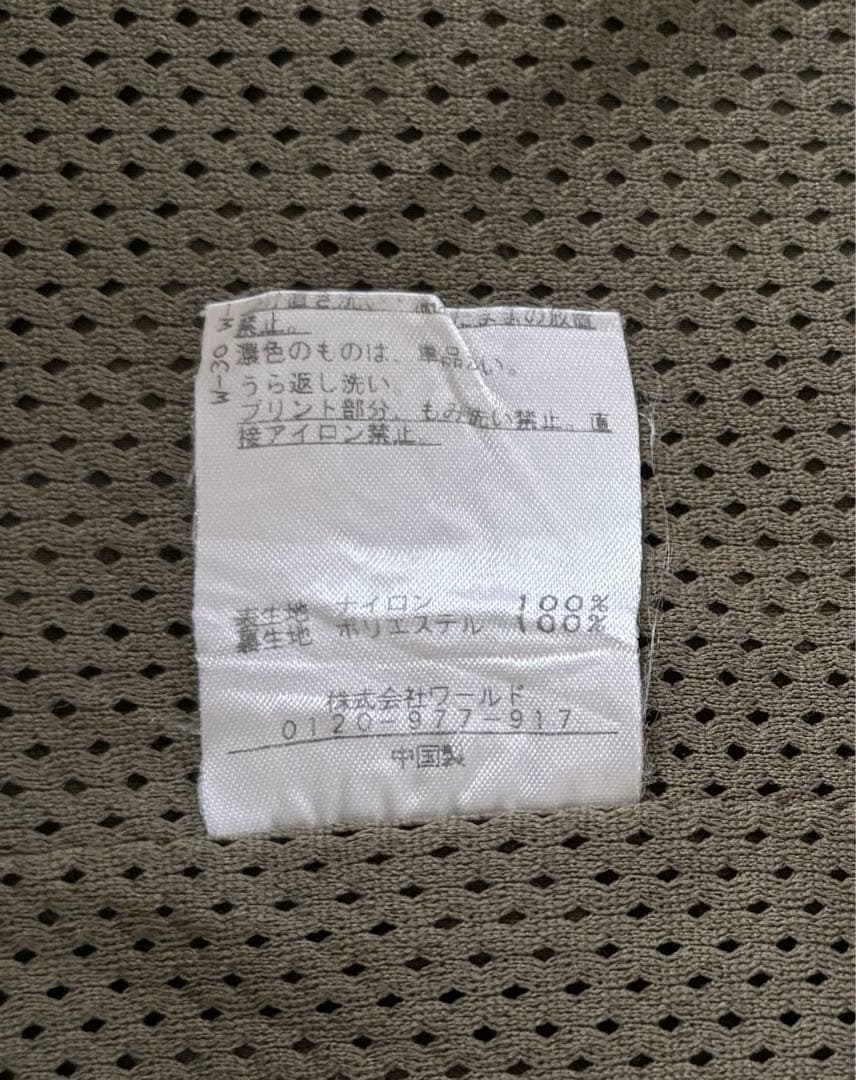 禁止。
濃色のものは、単品洗い。
うら返し洗い。
プリント部分、もみ洗い禁止。直
接アイロン禁止。
W-30
表生地 ナイロン 100%
裏生地 ポリエステル 100%
株式会社ワールド
0120-977-917
中国製